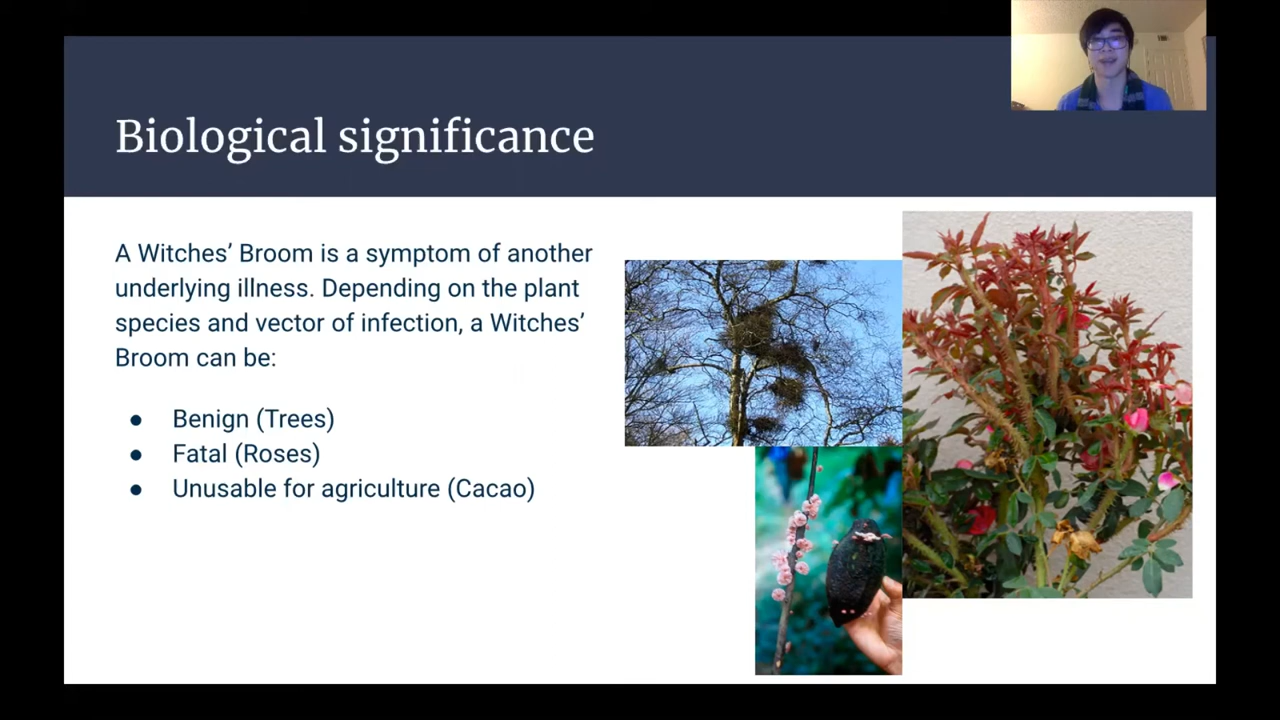 Biological significance
A Witches’ Broom is a symptom of another
underlying illness. Depending on the plant
species and vector of infection, a Witches’
Broom can be:
● Benign (Trees)
● Fatal (Roses)
● Unusable for agriculture (Cacao)